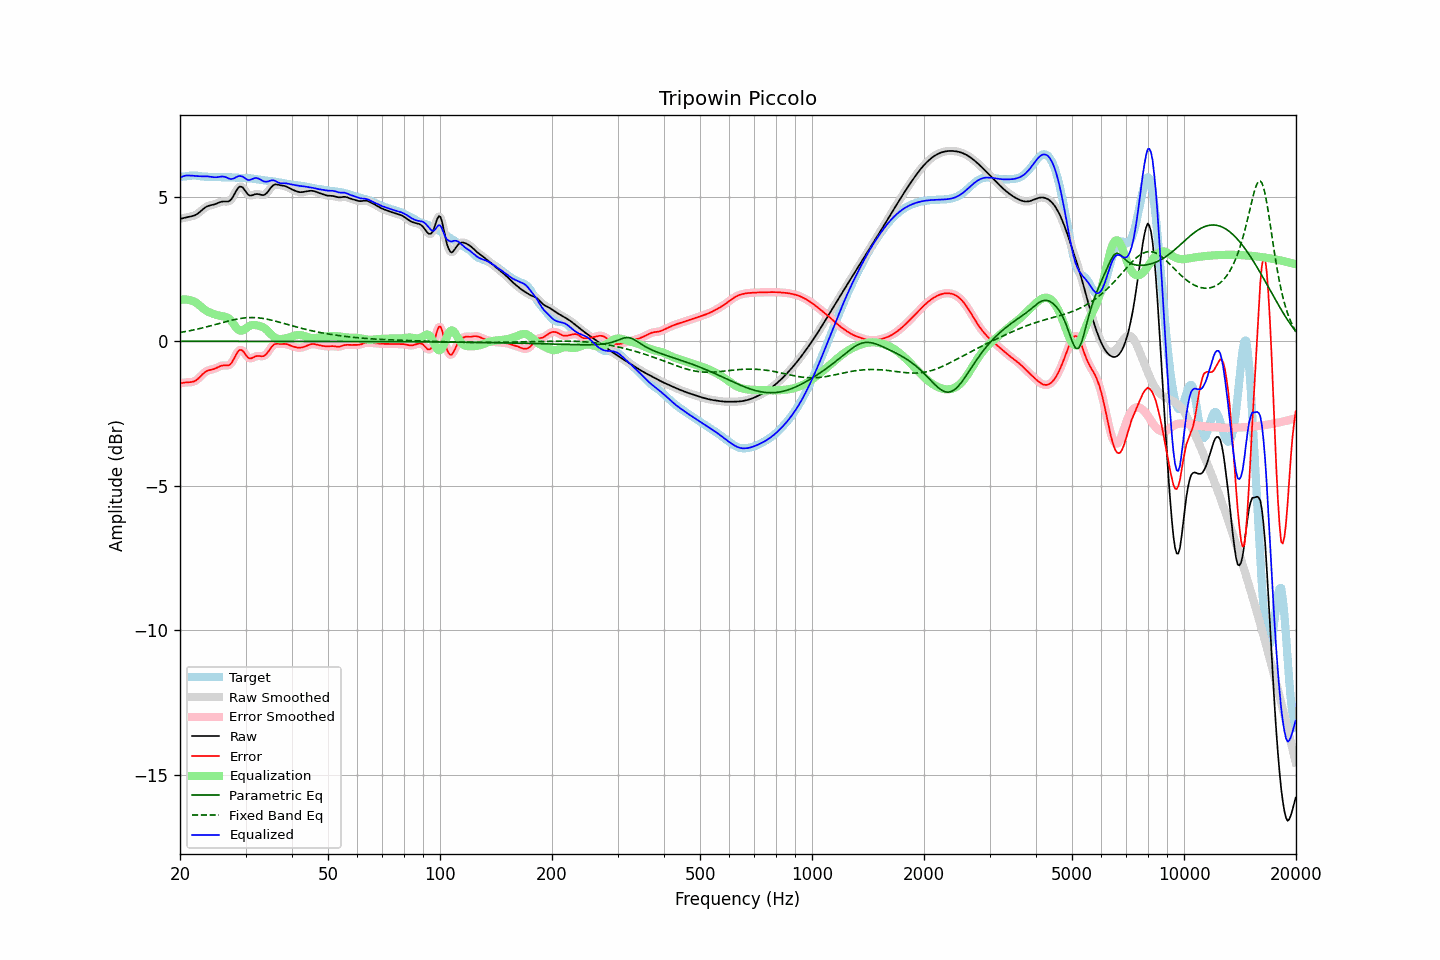 Tripowin Piccolo
Amplitude (dBr)
5
0
−5
−10
−15
Target
Raw Smoothed
Error Smoothed
Raw
Error
Equalization
Parametric Eq
Fixed Band Eq
Equalized
20 50 100 200 500 1000 2000 5000 10000 20000
Frequency (Hz)